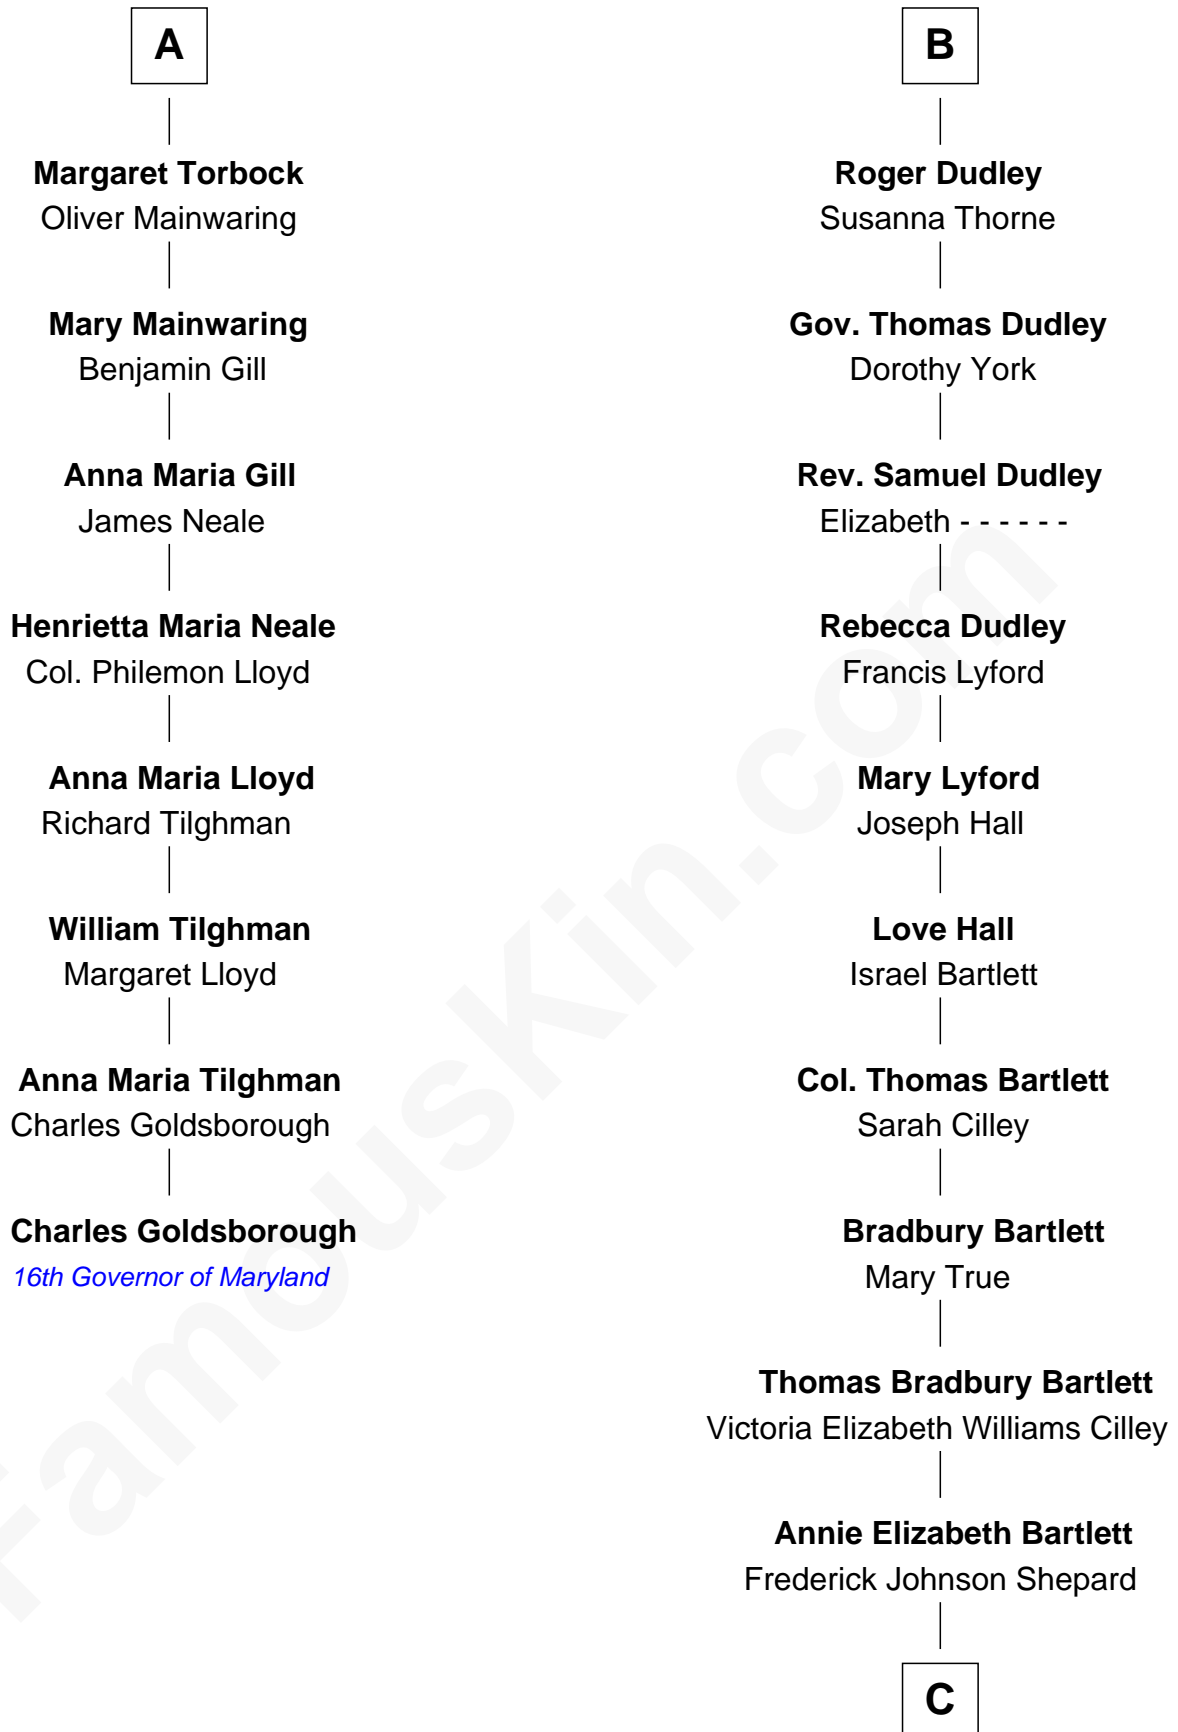 A
Margaret Torbock
Oliver Mainwaring
Mary Mainwaring
Benjamin Gill
Anna Maria Gill
James Neale
Henrietta Maria Neale
Col. Philemon Lloyd
Anna Maria Lloyd
Richard Tilghman
William Tilghman
Margaret Lloyd
Anna Maria Tilghman
Charles Goldsborough
Charles Goldsborough
16th Governor of Maryland
B
Roger Dudley
Susanna Thorne
Gov. Thomas Dudley
Dorothy York
Rev. Samuel Dudley
Elizabeth - - - - - -
Rebecca Dudley
Francis Lyford
Mary Lyford
Joseph Hall
Love Hall
Israel Bartlett
Col. Thomas Bartlett
Sarah Cilley
Bradbury Bartlett
Mary True
Thomas Bradbury Bartlett
Victoria Elizabeth Williams Cilley
Annie Elizabeth Bartlett
Frederick Johnson Shepard
C
FamousKin.com